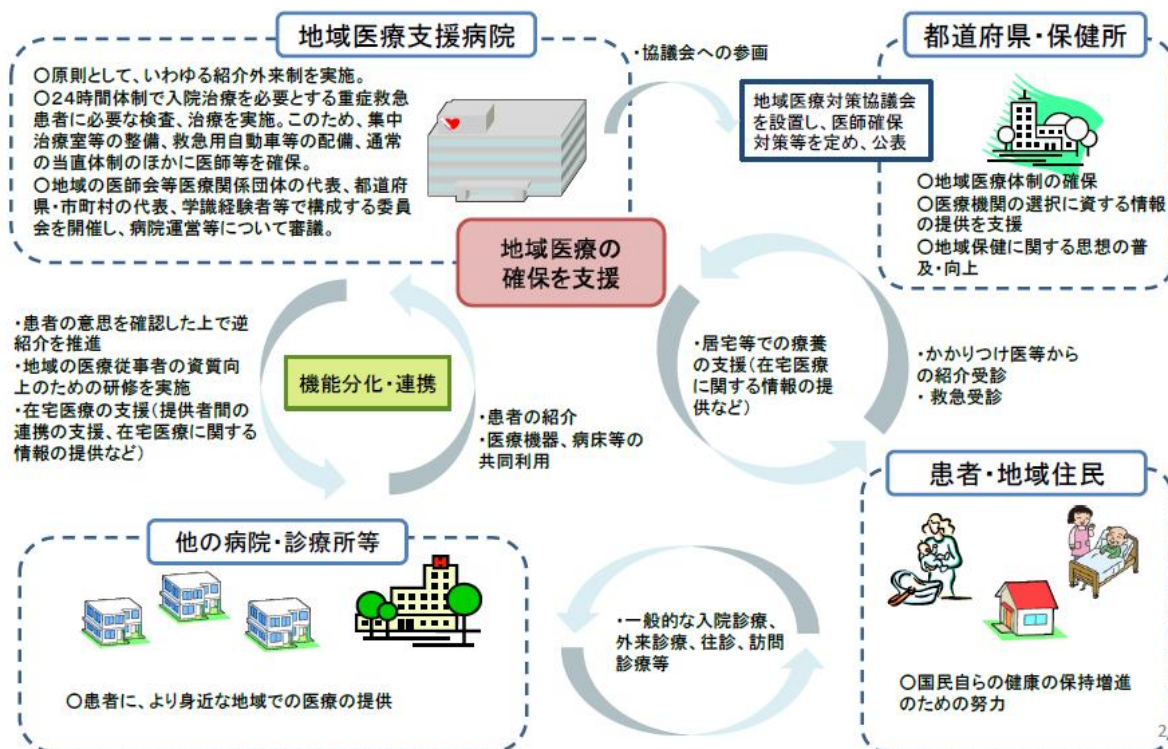 地域医療支援病院
○原則として、いわゆる紹介外来制を実施。
○24時間体制で入院治療を必要とする重症救急
患者に必要な検査、治療を実施。このため、集中
治療室等の整備、救急用自動車等の配備、通常
の当直体制のほかに医師等を確保。
○地域の医師会等医療関係団体の代表、都道府
県・市町村の代表、学識経験者等で構成する委員
会を開催し、病院運営等について審議。
・協議会への参画
都道府県・保健所
地域医療対策協議会
を設置し、医師確保
対策等を定め、公表
○地域医療体制の確保
○医療機関の選択に資する情報
の提供を支援
○地域保健に関する思想の普
及・向上
地域医療の
確保を支援
・患者の意思を確認した上で逆
紹介を推進
・地域の医療従事者の資質向
上のための研修を実施
・在宅医療の支援(提供者間の
連携の支援、在宅医療に関する
情報の提供など)
機能分化・連携
・患者の紹介
・医療機器、病床等の
共同利用
・居宅等での療養
の支援(在宅医療
に関する情報の提
供など)
・かかりつけ医等から
の紹介受診
・救急受診
他の病院・診療所等
H
○患者に、より身近な地域での医療の提供
・一般的な入院診療、
外来診療、往診、訪問
診療等
患者・地域住民
○国民自らの健康の保持増進
のための努力
2